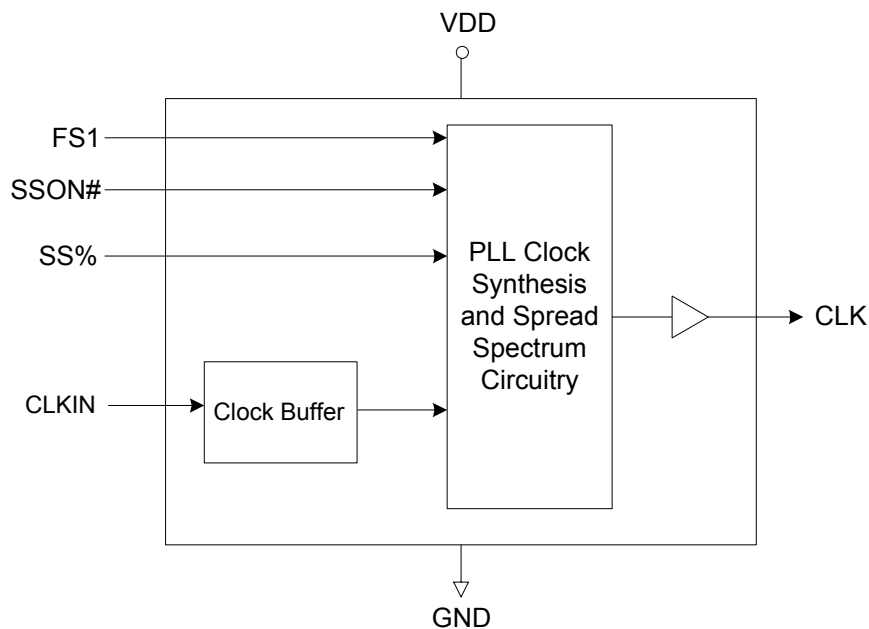 VDD
FS1
SSON#
SS%
PLL Clock
Synthesis
and Spread
Spectrum
Circuitry
CLK
CLKIN
Clock Buffer
GND